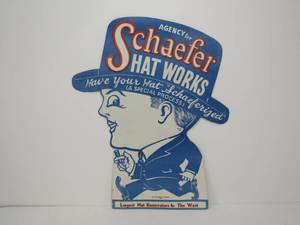 AGENCY for
Schaefer
HAT WORKS
Have Your Hat "Schaeferized"
(A SPECIAL PROCESS)
Largest Hat Renovators In The West